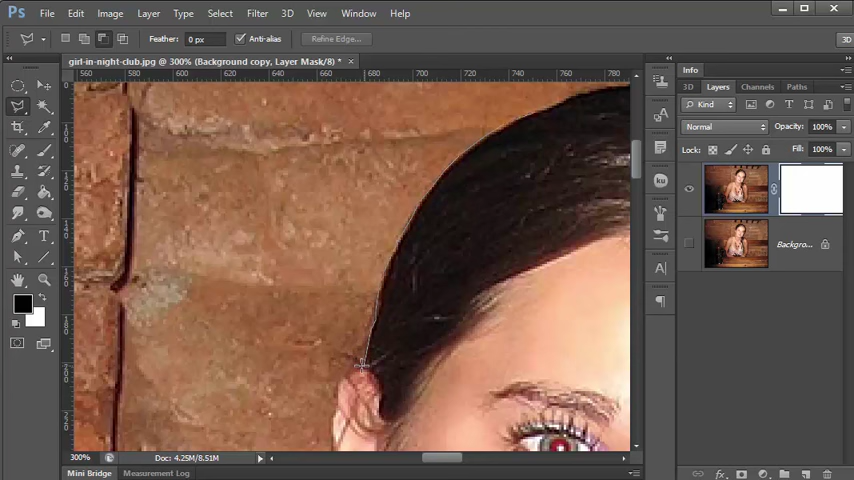 Ps File Edit Image Layer Type Select Filter 3D View Window Help
Feather: 0 px Anti-alias Refine Edge... 3D
girl-in-night-club.jpg @ 300% (Background copy, Layer Mask/8) * ×
560 580 600 620 640 660 680 700 720 740 760 780
Info
3D Layers Channels Paths
Kind
Normal Opacity: 100%
Lock: Fill: 100%
ku
Backgro...
300% Doc: 4.25M/8.51M
Mini Bridge Measurement Log